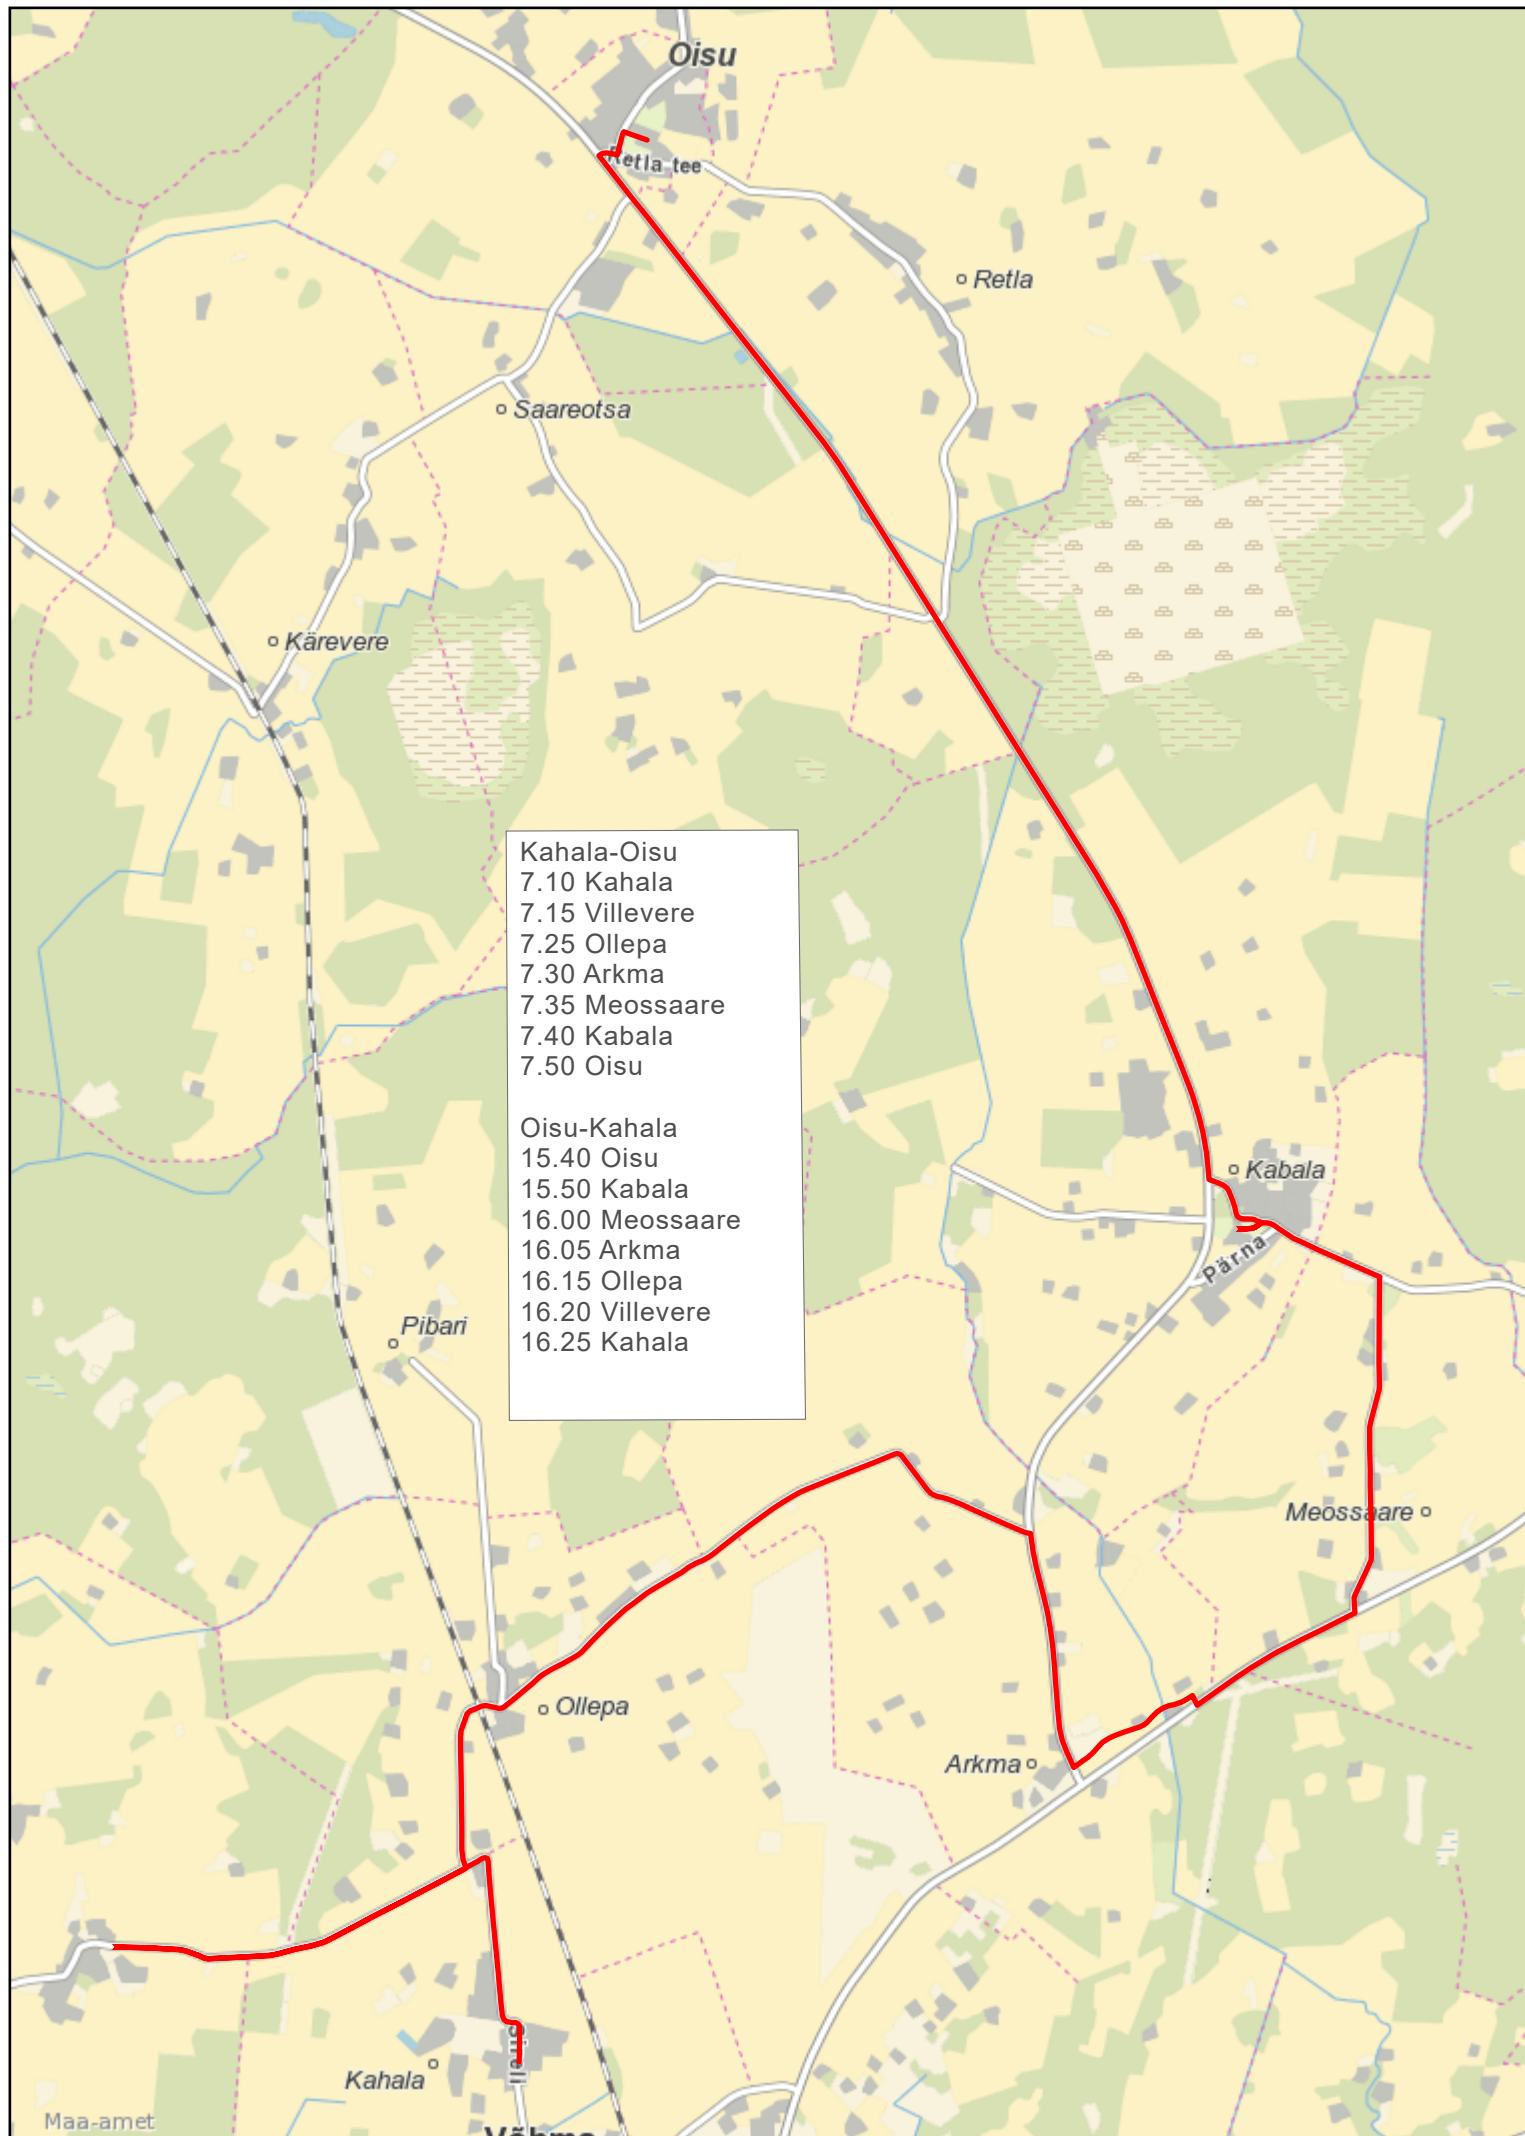 Oisu
Retla tee
Retla
Saareotsa
Kärevere
Kahala-Oisu
7.10 Kahala
7.15 Villevere
7.25 Ollepa
7.30 Arkma
7.35 Meossaare
7.40 Kabala
7.50 Oisu
Oisu-Kahala
15.40 Oisu
15.50 Kabala
16.00 Meossaare
16.05 Arkma
16.15 Ollepa
16.20 Villevere
16.25 Kahala
Kabala
Pärna
Pibari
Meossaare
Ollepa
Arkma
Kahala
Maa-amet
Võhma